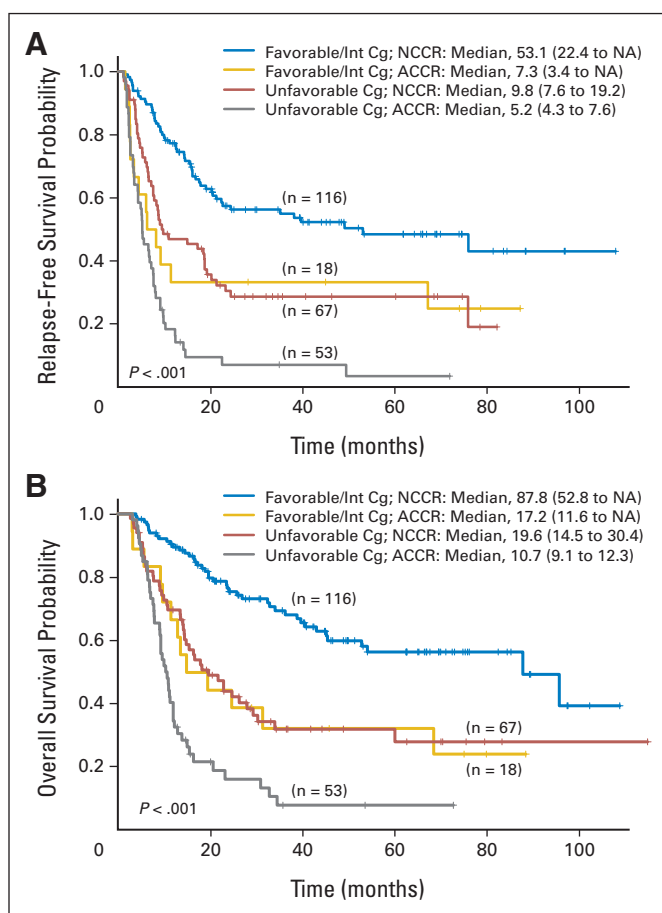 A
Favorable/Int Cg; NCCR: Median, 53.1 (22.4 to NA)
Favorable/Int Cg; ACCR: Median, 7.3 (3.4 to NA)
Unfavorable Cg; NCCR: Median, 9.8 (7.6 to 19.2)
Unfavorable Cg; ACCR: Median, 5.2 (4.3 to 7.6)
Relapse-Free Survival Probability
1.0
0.8
0.6
0.4
0.2
(n = 116)
(n = 18)
(n = 67)
(n = 53)
P < .001
0 20 40 60 80 100
Time (months)
B
Favorable/Int Cg; NCCR: Median, 87.8 (52.8 to NA)
Favorable/Int Cg; ACCR: Median, 17.2 (11.6 to NA)
Unfavorable Cg; NCCR: Median, 19.6 (14.5 to 30.4)
Unfavorable Cg; ACCR: Median, 10.7 (9.1 to 12.3)
Overall Survival Probability
1.0
0.8
0.6
0.4
0.2
(n = 116)
(n = 67)
(n = 18)
(n = 53)
P < .001
0 20 40 60 80 100
Time (months)